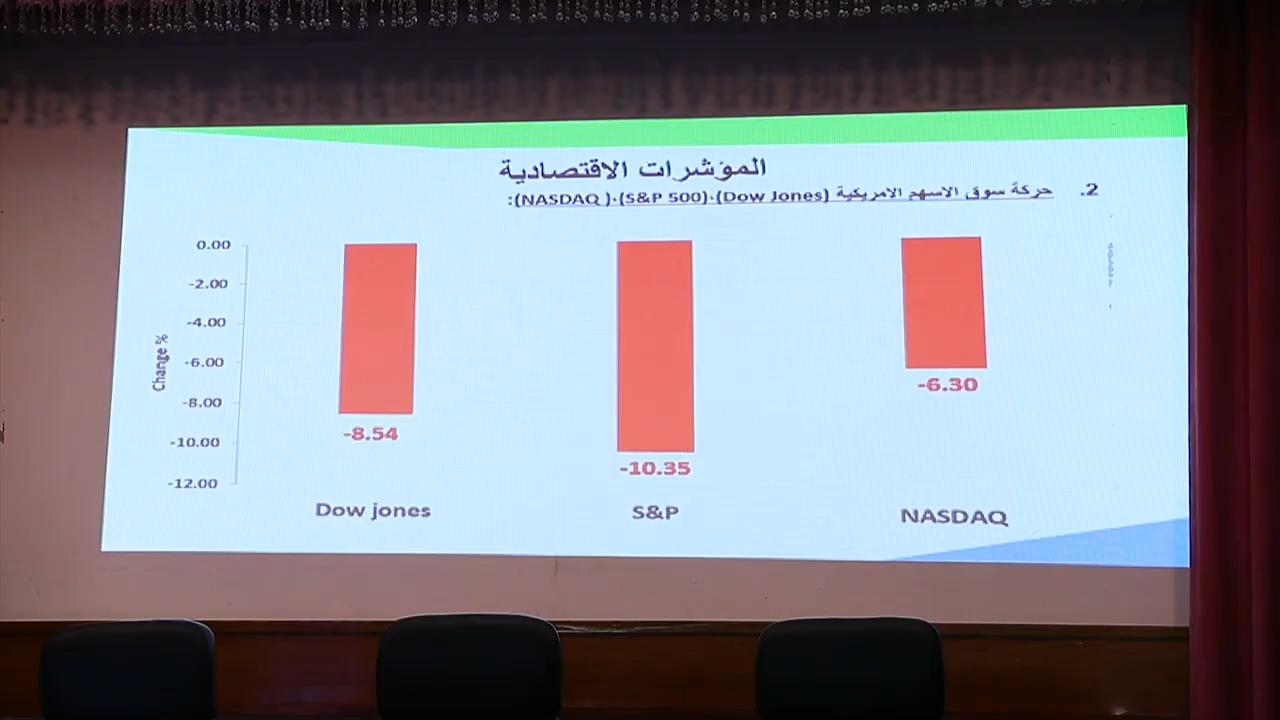 المؤشرات الاقتصادية
2. حركة سوق الاسهم الامريكية (Dow Jones)،(S&P 500)،(NASDAQ ):
0.00
-2.00
-4.00
-6.00
-8.00
-10.00
-12.00
Change %
-8.54
-10.35
-6.30
Dow jones
S&P
NASDAQ